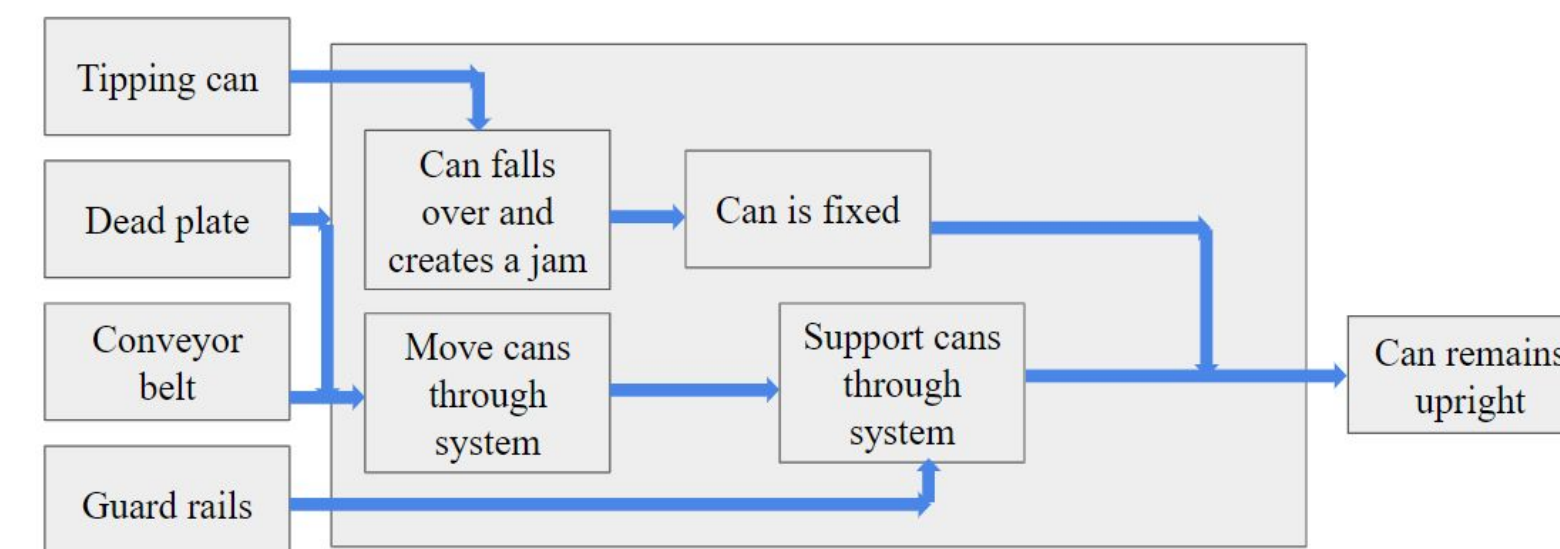 Tipping can
Dead plate
Conveyor
belt
Guard rails
Can falls
over and
creates a jam
Can is fixed
Move cans
through
system
Support cans
through
system
Can remains
upright